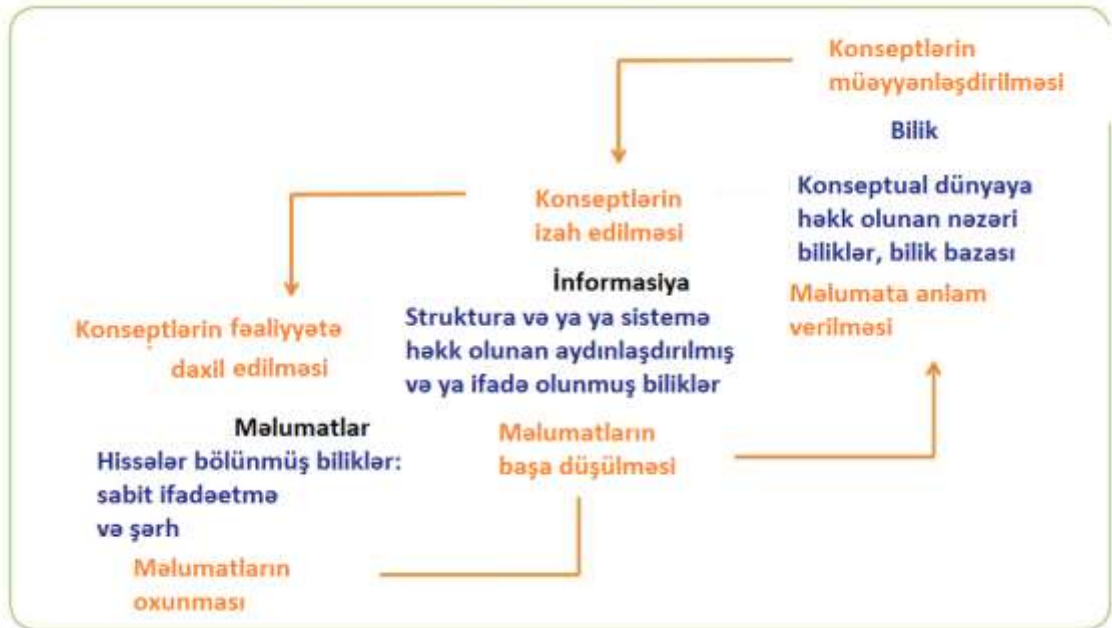 Konseptlərin
müəyyənləşdirilməsi
Bilik
Konseptual dünyaya
həkk olunan nəzəri
biliklər, bilik bazası
Məlumata anlam
verilməsi
Konseptlərin
izah edilməsi
İnformasiya
Struktura və ya ya sistemə
həkk olunan aydınlaşdırılmış
və ya ifadə olunmuş biliklər
Məlumatların
başa düşülməsi
Konseptlərin fəaliyyətə
daxil edilməsi
Məlumatlar
Hissələr bölünmüş biliklər:
sabit ifadəetmə
və şərh
Məlumatların
oxunması